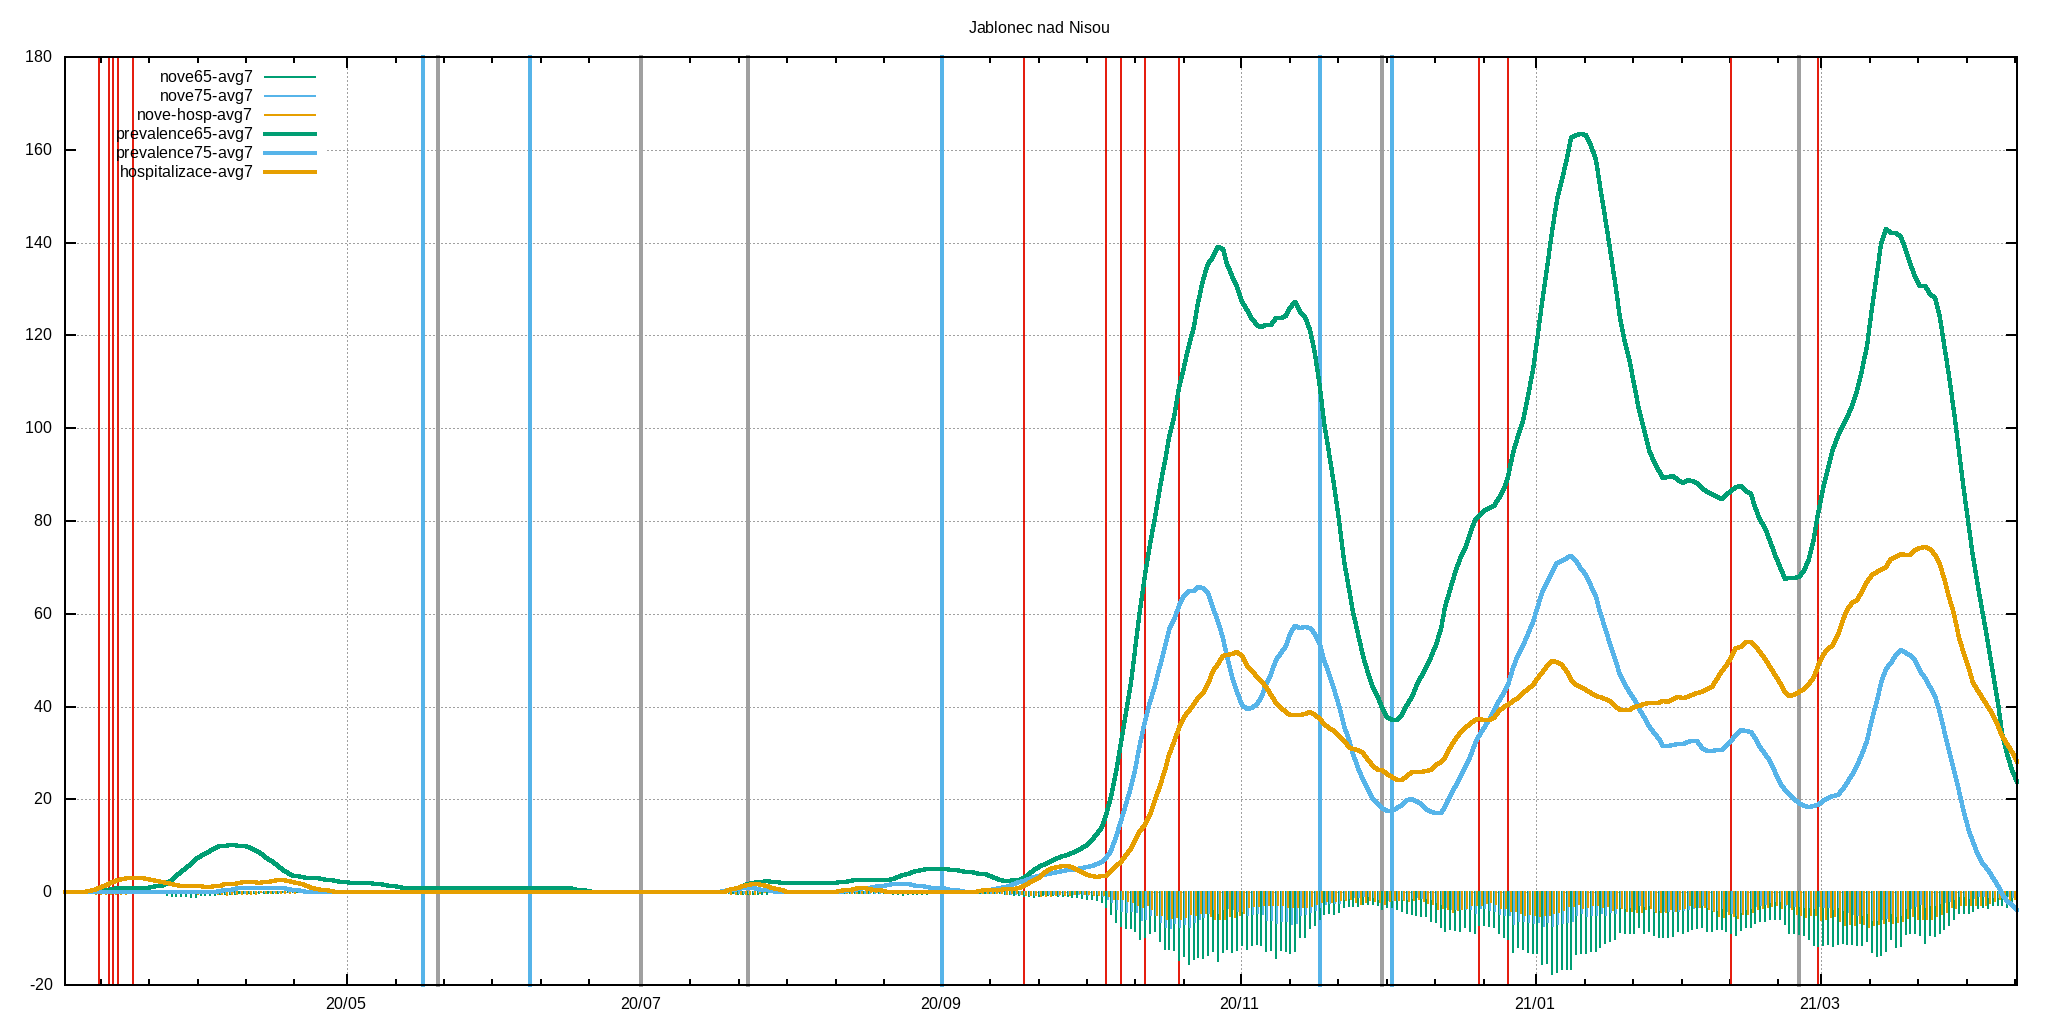 Jablonec nad Nisou
180
160
140
120
100
80
60
40
20
0
-20
nove65-avg7
nove75-avg7
nove-hosp-avg7
prevalence65-avg7
prevalence75-avg7
hospitalizace-avg7
20/05 20/07 20/09 20/11 21/01 21/03